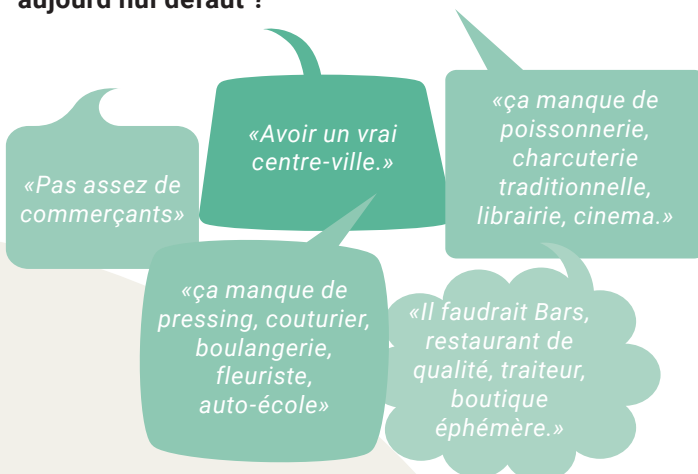 aujourd'hui défaut ?
«Pas assez de
commerçants»
«Avoir un vrai
centre-ville.»
«ça manque de
poissonnerie,
charcuterie
traditionnelle,
librairie, cinema.»
«ça manque de
pressing, couturier,
boulangerie,
fleuriste,
auto-école»
«Il faudrait Bars,
restaurant de
qualité, traiteur,
boutique
éphémère.»